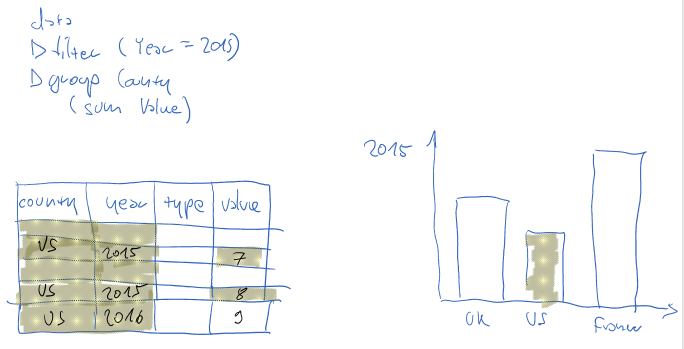 data
▷ filter (Year = 2015)
▷ group County
(sum Value)
2015
county year type value
US 2015 7
US 2015 8
US 2016 9
UK US France